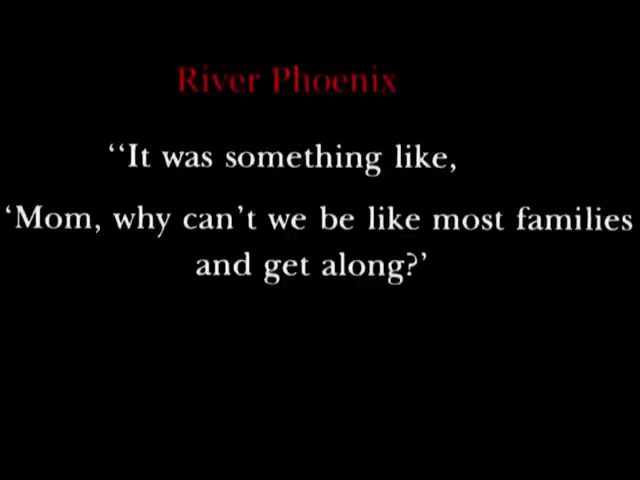 River Phoenix
‘‘It was something like,
‘Mom, why can’t we be like most families
and get along?’